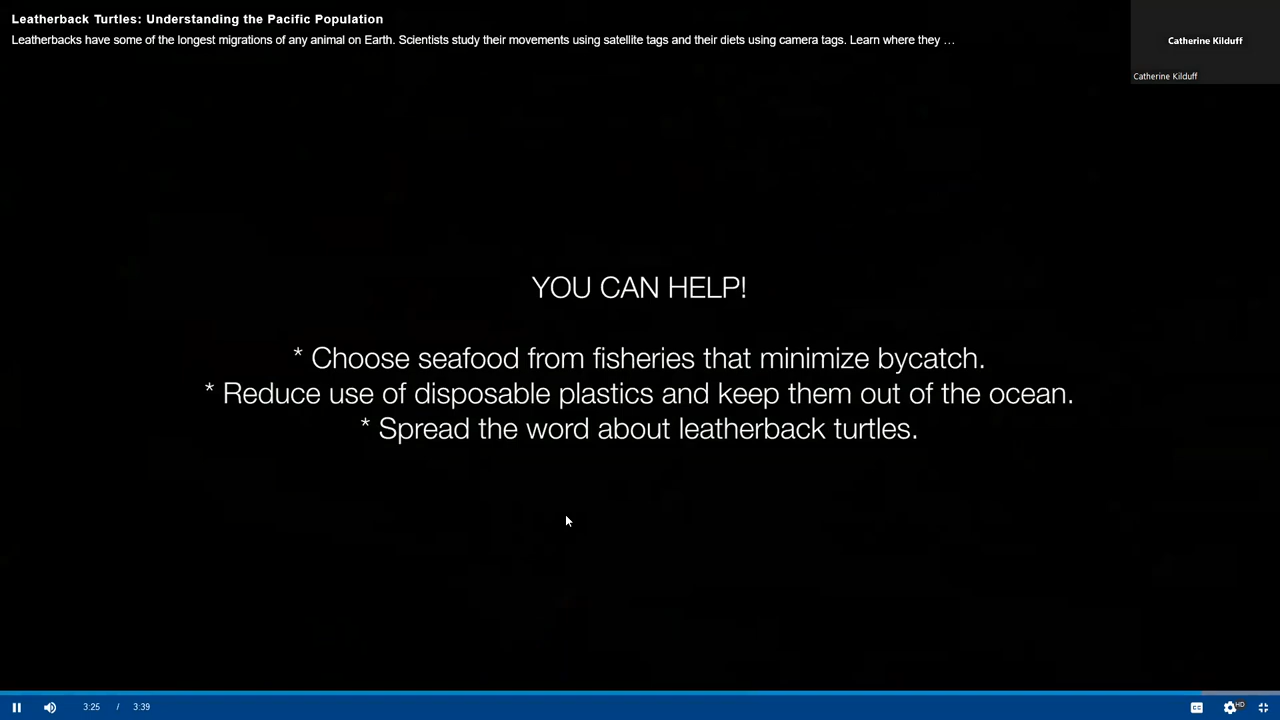 Leatherback Turtles: Understanding the Pacific Population
Leatherbacks have some of the longest migrations of any animal on Earth. Scientists study their movements using satellite tags and their diets using camera tags. Learn where they …
Catherine Kilduff
Catherine Kilduff
YOU CAN HELP!
* Choose seafood from fisheries that minimize bycatch.
* Reduce use of disposable plastics and keep them out of the ocean.
* Spread the word about leatherback turtles.
3:25 / 3:39
CC
HD